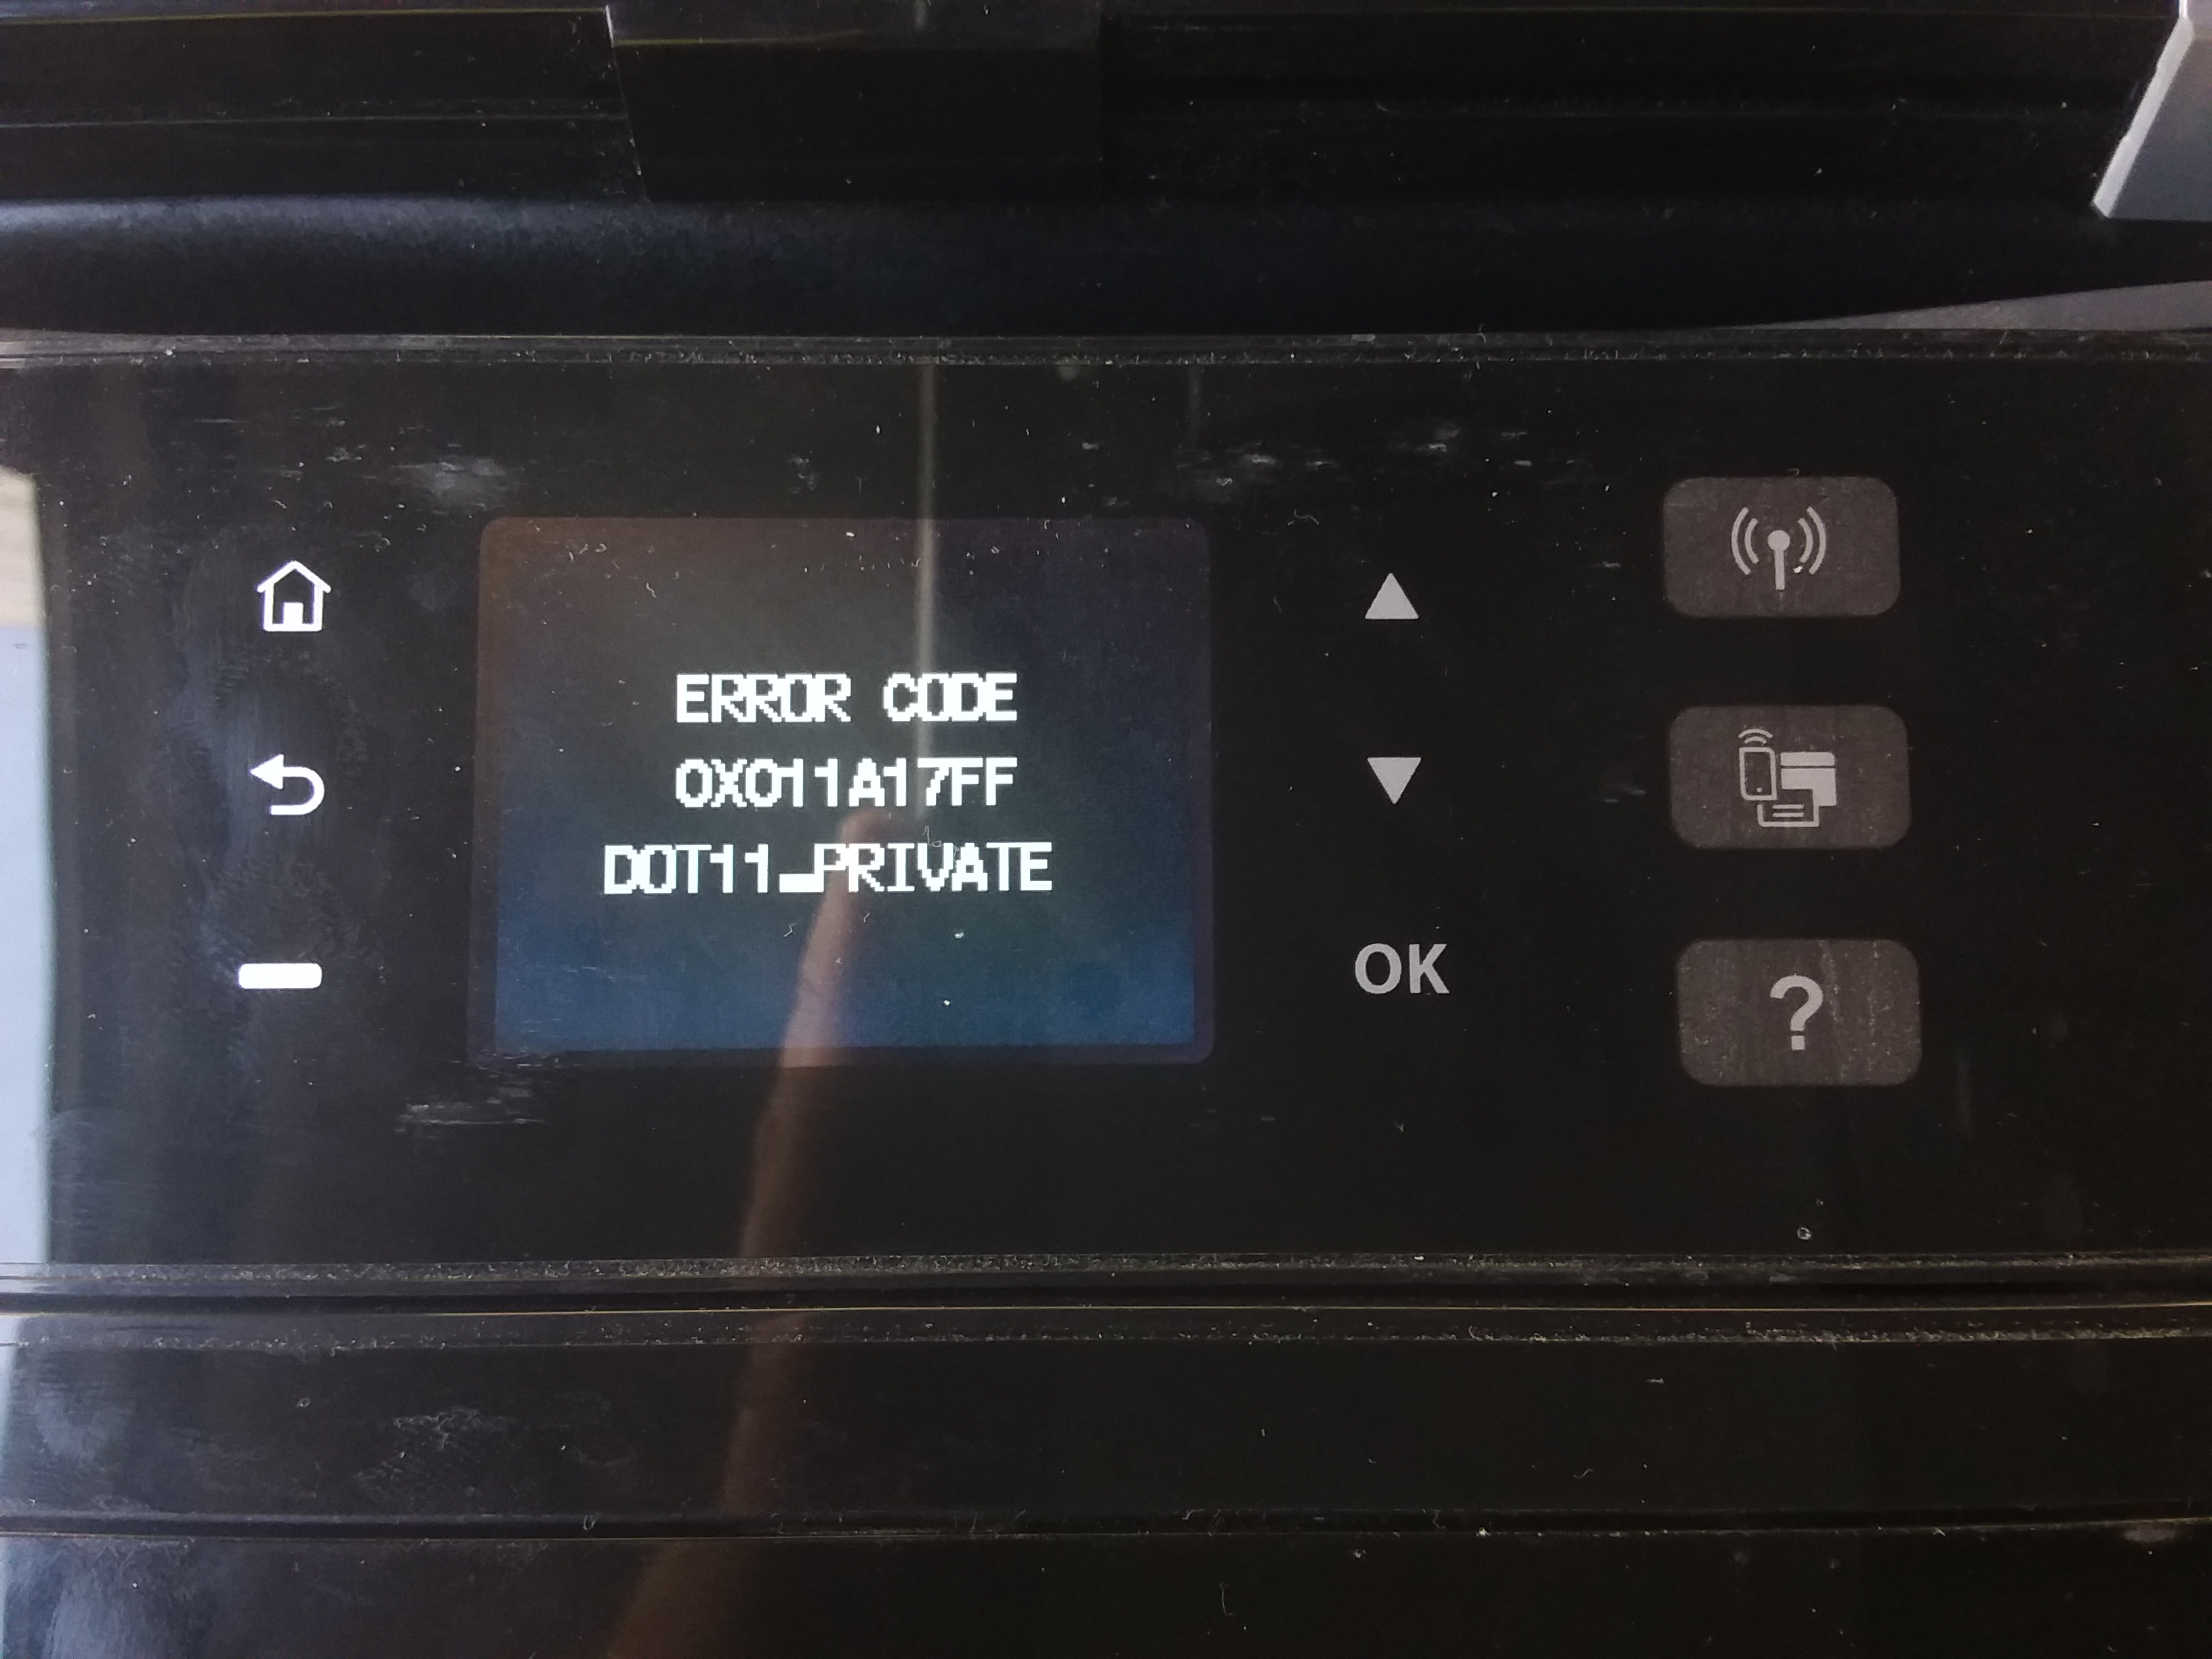 ERROR CODE
0X011A17FF
DOT11_PRIVATE
OK
?